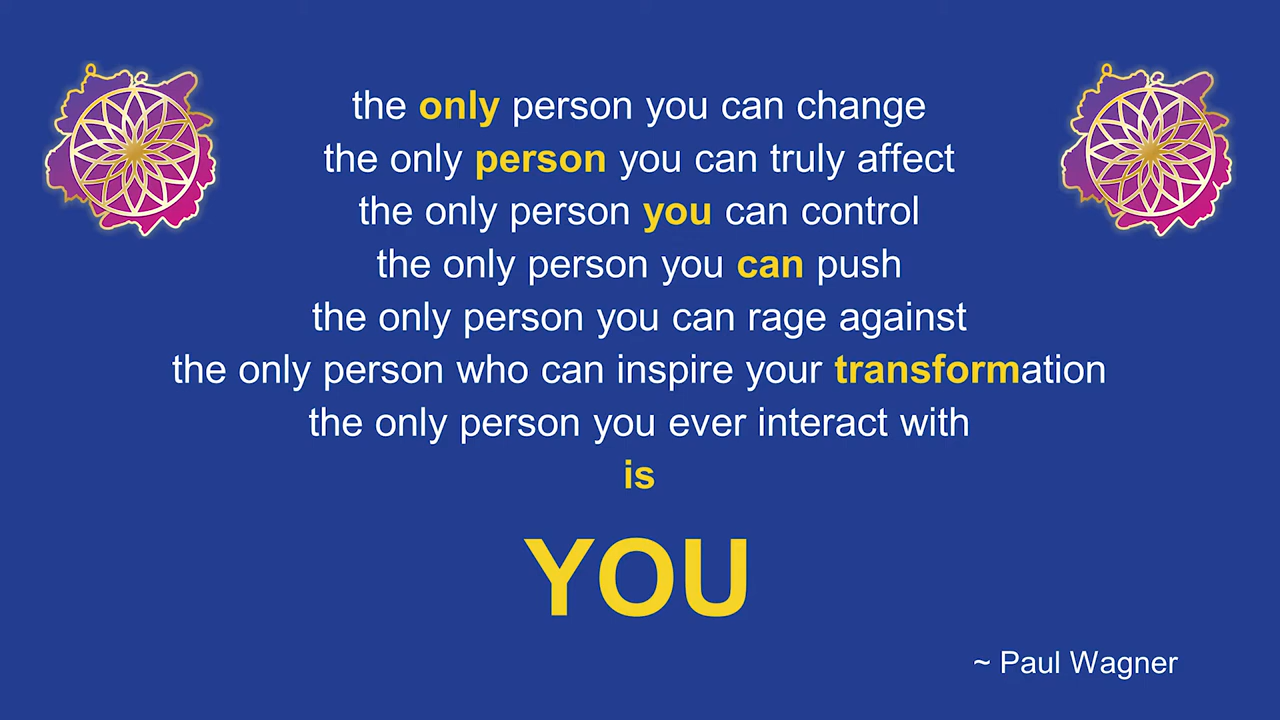 the only person you can change
the only person you can truly affect
the only person you can control
the only person you can push
the only person you can rage against
the only person who can inspire your transformation
the only person you ever interact with
is
YOU
~ Paul Wagner